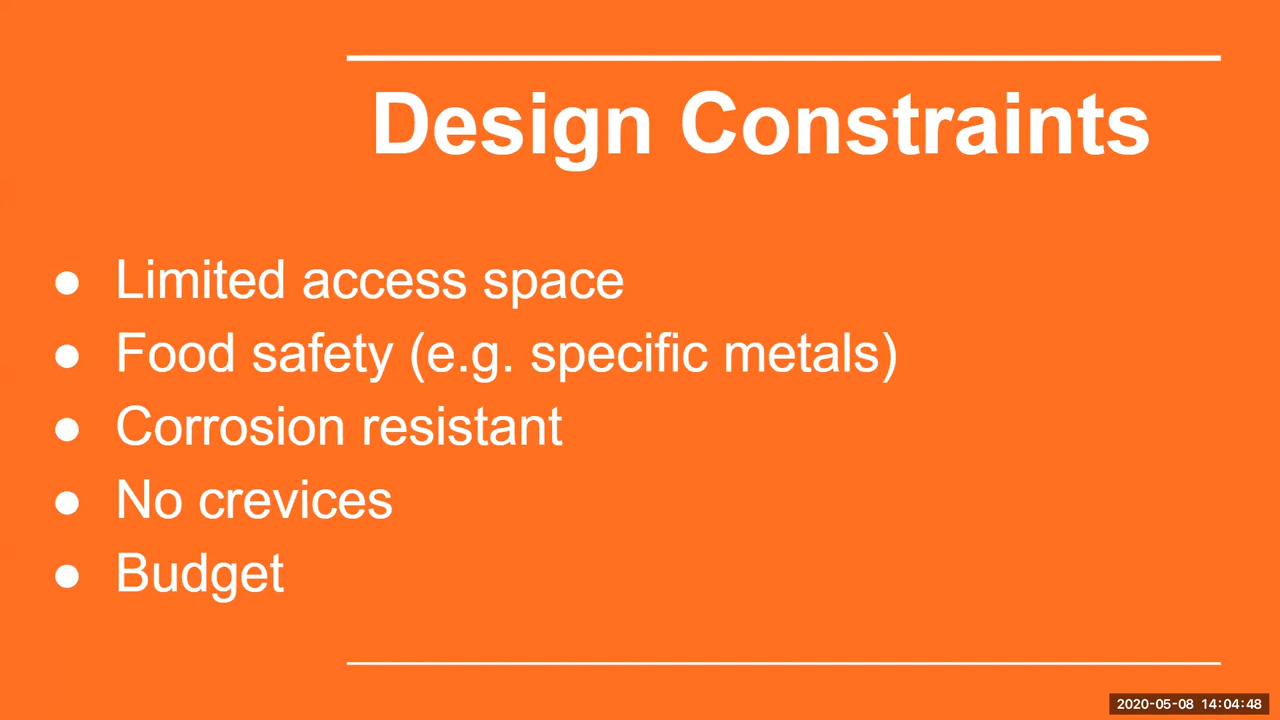 Design Constraints
● Limited access space
● Food safety (e.g. specific metals)
● Corrosion resistant
● No crevices
● Budget
2020-05-08 14:04:48